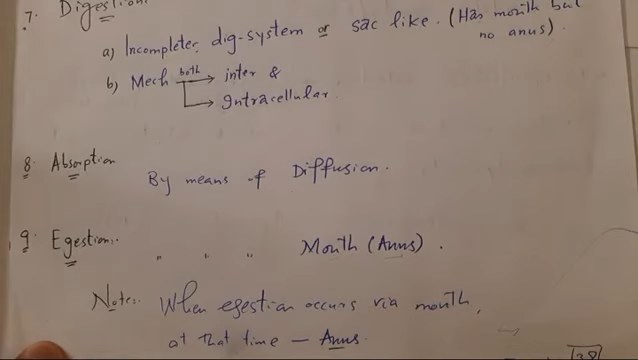 7. Digestion:
a) Incomplete dig-system or sac like. (Has mouth but no anus).
b) Mech both → inter &
→ Intracellular.
8. Absorption
By means of Diffusion.
9. Egestion:-
" " " Mouth (Anus).
Note:- When egestion occurs via mouth,
at that time — Anus.
38